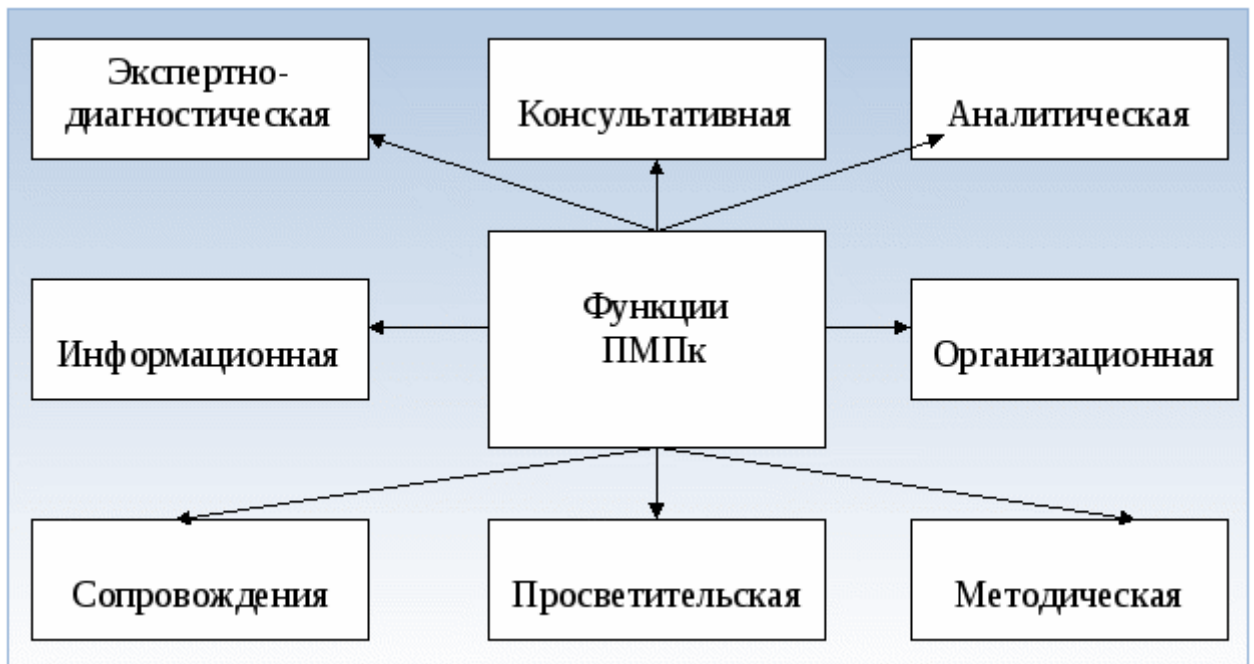 Экспертно-
диагностическая
Консультативная
Аналитическая
Информационная
Функции
ПМПк
Организационная
Сопровождения
Просветительская
Методическая